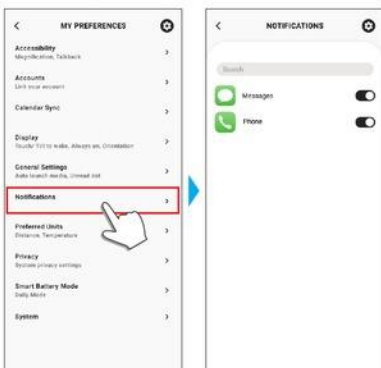 MY PREFERENCES
Accessibility
Magnification, Talkback
Accounts
Link your account
Calendar Sync
Display
Touch/ Tilt to wake, Always on, Orientation
General Settings
Auto launch media, Unread dot
Notifications
Preferred Units
Distance, Temperature
Privacy
System privacy settings
Smart Battery Mode
Daily Mode
System
NOTIFICATIONS
Search
Messages
Phone